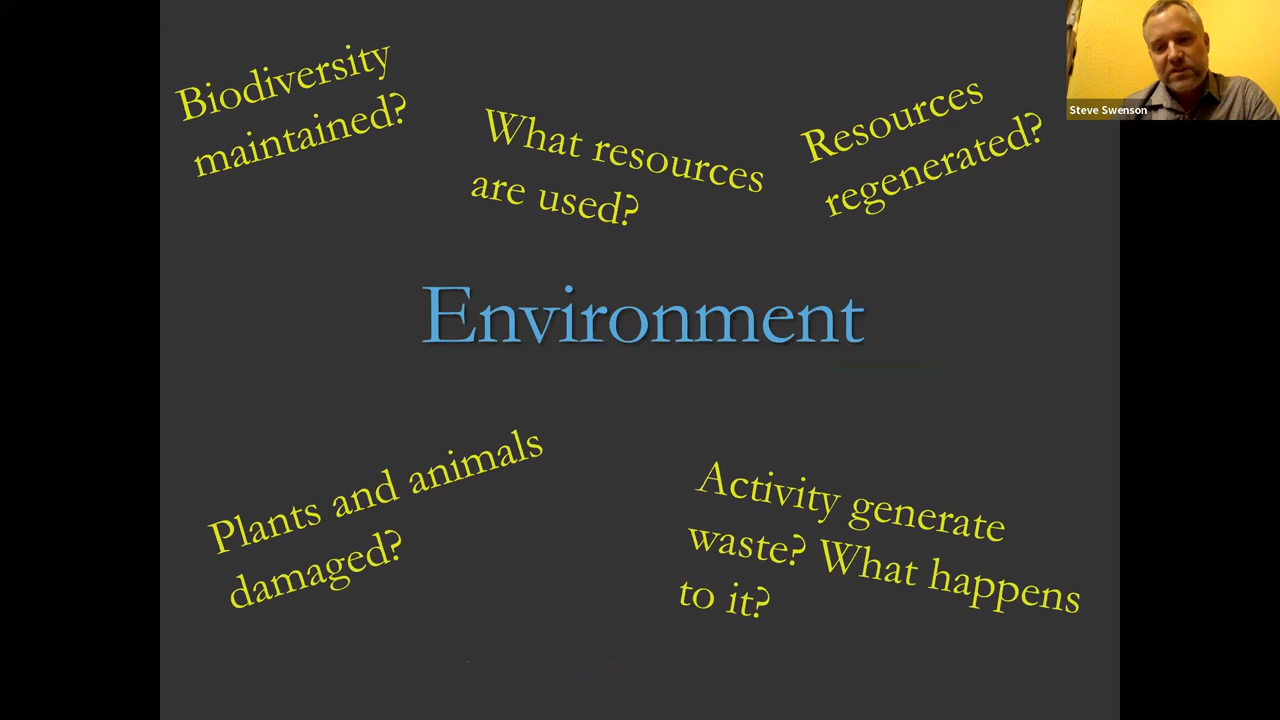 Biodiversity
maintained?
What resources
are used?
Resources
regenerated?
Steve Swenson
Environment
Plants and animals
damaged?
Activity generate
waste? What happens
to it?